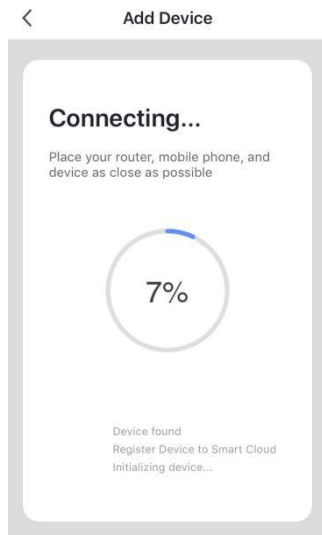 Add Device
Connecting...
Place your router, mobile phone, and
device as close as possible
7%
Device found
Register Device to Smart Cloud
Initializing device...